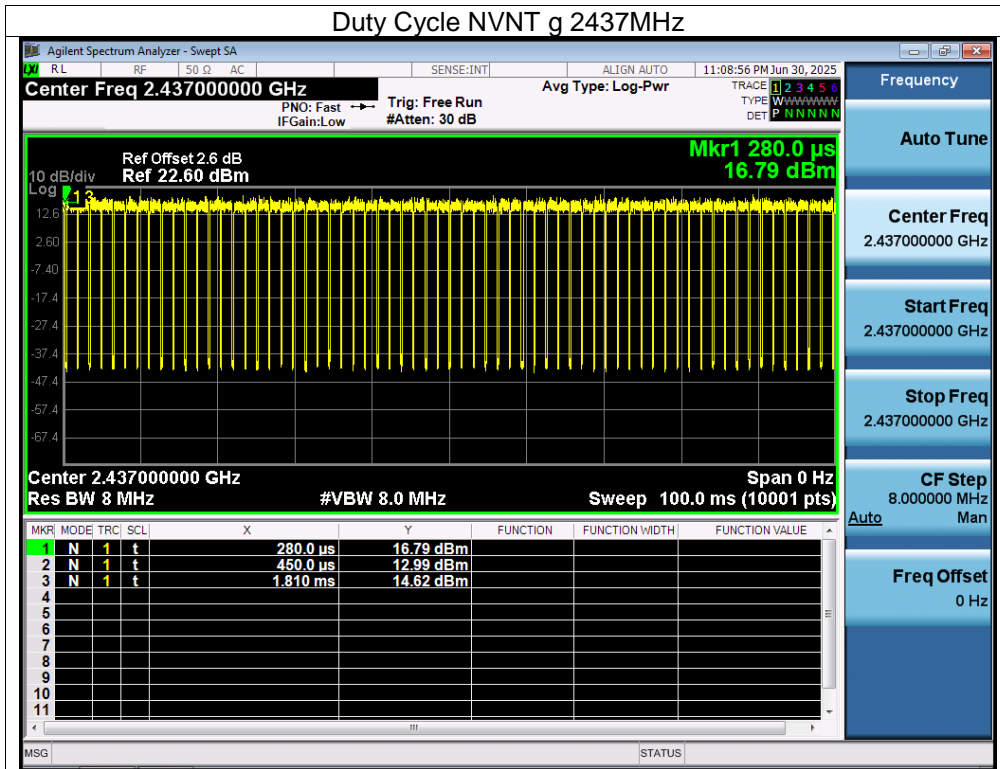 Duty Cycle NVNT g 2437MHz
Agilent Spectrum Analyzer - Swept SA
LXI RL RF 50 Ω AC SENSE:INT ALIGN AUTO 11:08:56 PM Jun 30, 2025
Center Freq 2.437000000 GHz
PNO: Fast
IFGain:Low
Trig: Free Run
#Atten: 30 dB
Avg Type: Log-Pwr
TRACE 1 2 3 4 5 6
TYPE WWWWWW
DET P N N N N N
Frequency
Auto Tune
Center Freq
2.437000000 GHz
Start Freq
2.437000000 GHz
Stop Freq
2.437000000 GHz
CF Step
8.000000 MHz
Auto Man
Freq Offset
0 Hz
Mkr1 280.0 µs
16.79 dBm
Ref Offset 2.6 dB
10 dB/div Ref 22.60 dBm
Log
1 3
12.6
2.60
-7.40
-17.4
-27.4
-37.4
-47.4
-57.4
-67.4
Center 2.437000000 GHz Span 0 Hz
Res BW 8 MHz #VBW 8.0 MHz Sweep 100.0 ms (10001 pts)
MKR MODE TRC SCL X Y FUNCTION FUNCTION WIDTH FUNCTION VALUE
1 N 1 t 280.0 µs 16.79 dBm
2 N 1 t 450.0 µs 12.99 dBm
3 N 1 t 1.810 ms 14.62 dBm
4
5
6
7
8
9
10
11
MSG STATUS